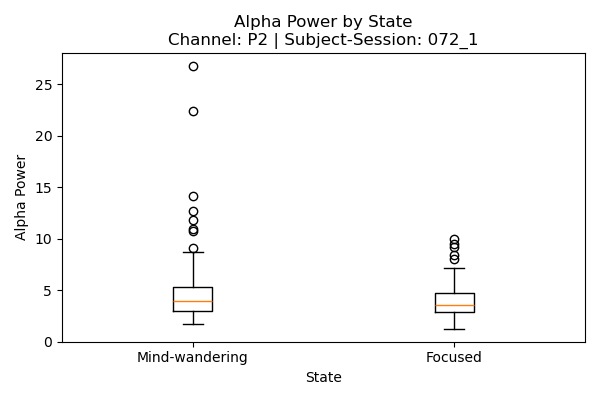 Alpha Power by State
Channel: P2 | Subject-Session: 072_1
Alpha Power
25
20
15
10
5
0
Mind-wandering
Focused
State